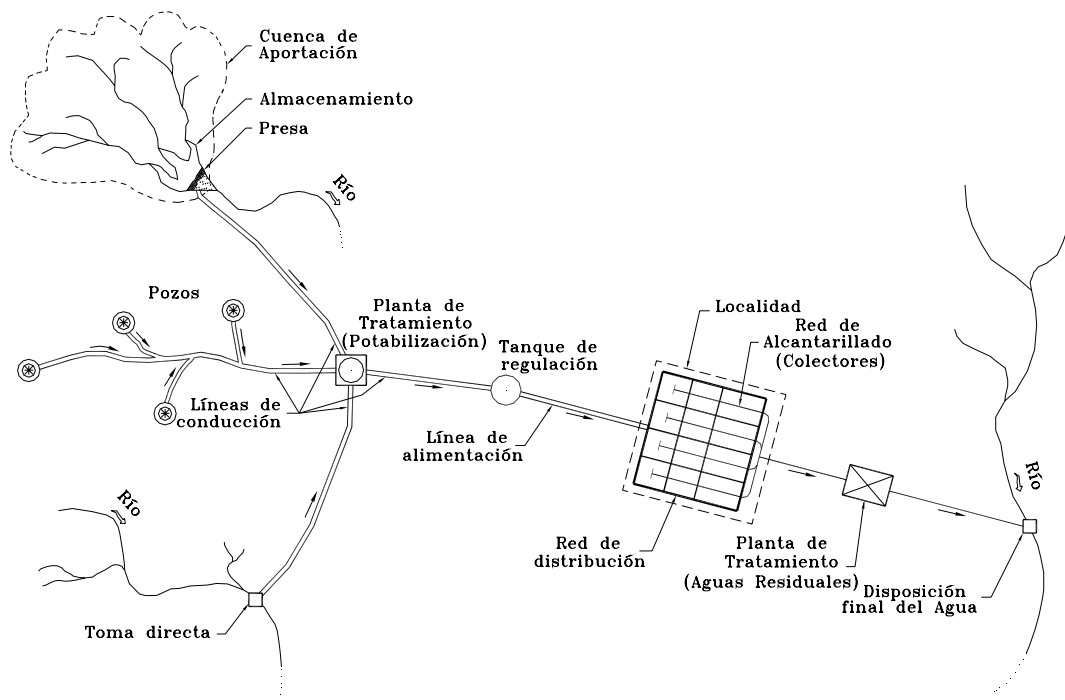 Cuenca de
Aportación
Almacenamiento
Presa
Río
Pozos
Planta de
Tratamiento
(Potabilización)
Localidad
Red de
Alcantarillado
(Colectores)
Tanque de
regulación
Líneas de
conducción
Línea de
alimentación
Río
Río
Red de
distribución
Planta de
Tratamiento
(Aguas Residuales)
Disposición
final del Agua
Toma directa